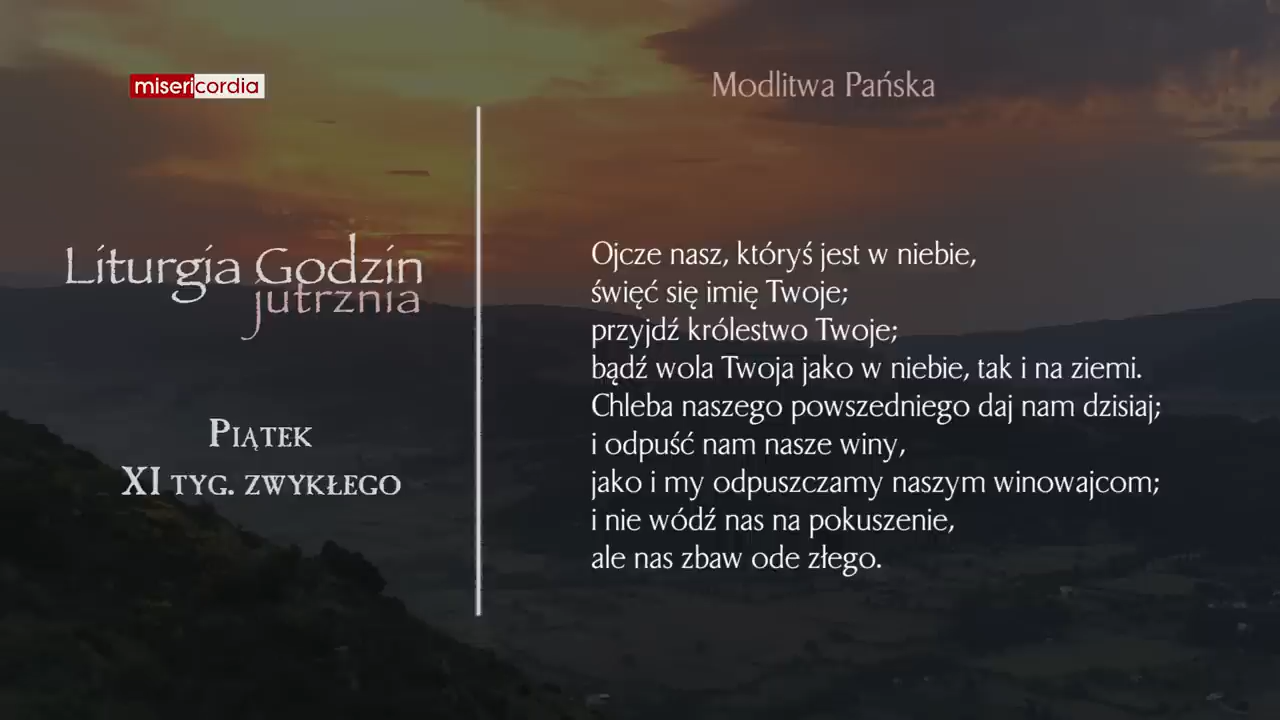 misericordia
Liturgia Godzin
jutrznia
Piątek
XI tyg. zwykłego
Modlitwa Pańska
Ojcze nasz, któryś jest w niebie,
święć się imię Twoje;
przyjdź królestwo Twoje;
bądź wola Twoja jako w niebie, tak i na ziemi.
Chleba naszego powszedniego daj nam dzisiaj;
i odpuść nam nasze winy,
jako i my odpuszczamy naszym winowajcom;
i nie wódź nas na pokuszenie,
ale nas zbaw ode złego.